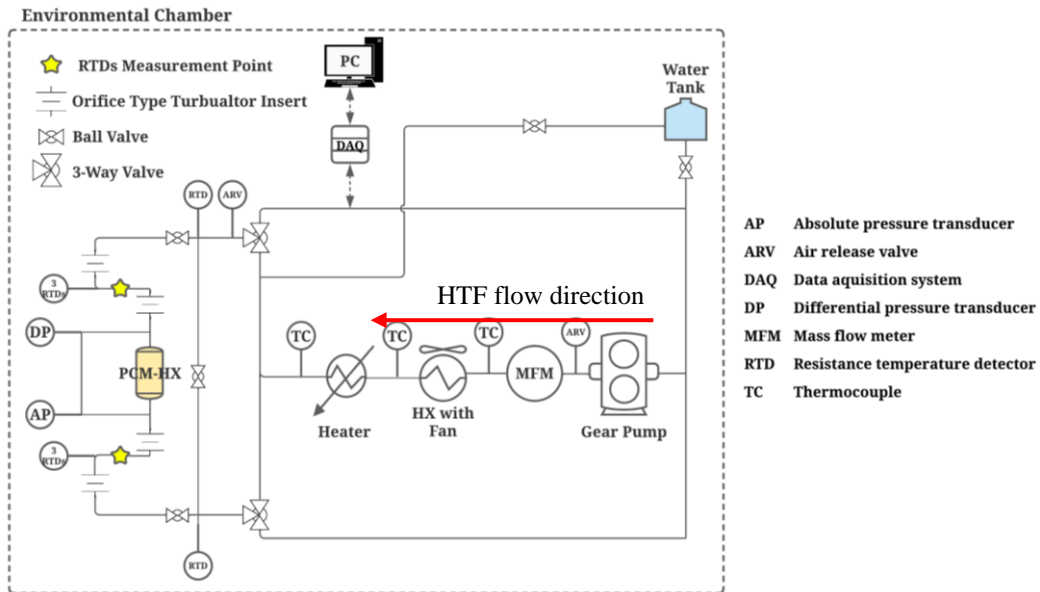 Environmental Chamber
RTDs Measurement Point
Orifice Type Turbualtor Insert
Ball Valve
3-Way Valve
PC
DAQ
Water
Tank
RTD
ARV
3
RTDs
DP
PCM-HX
AP
3
RTDs
RTD
HTF flow direction
TC
TC
TC
ARV
MFM
Heater
HX with
Fan
Gear Pump
AP Absolute pressure transducer
ARV Air release valve
DAQ Data aquisition system
DP Differential pressure transducer
MFM Mass flow meter
RTD Resistance temperature detector
TC Thermocouple